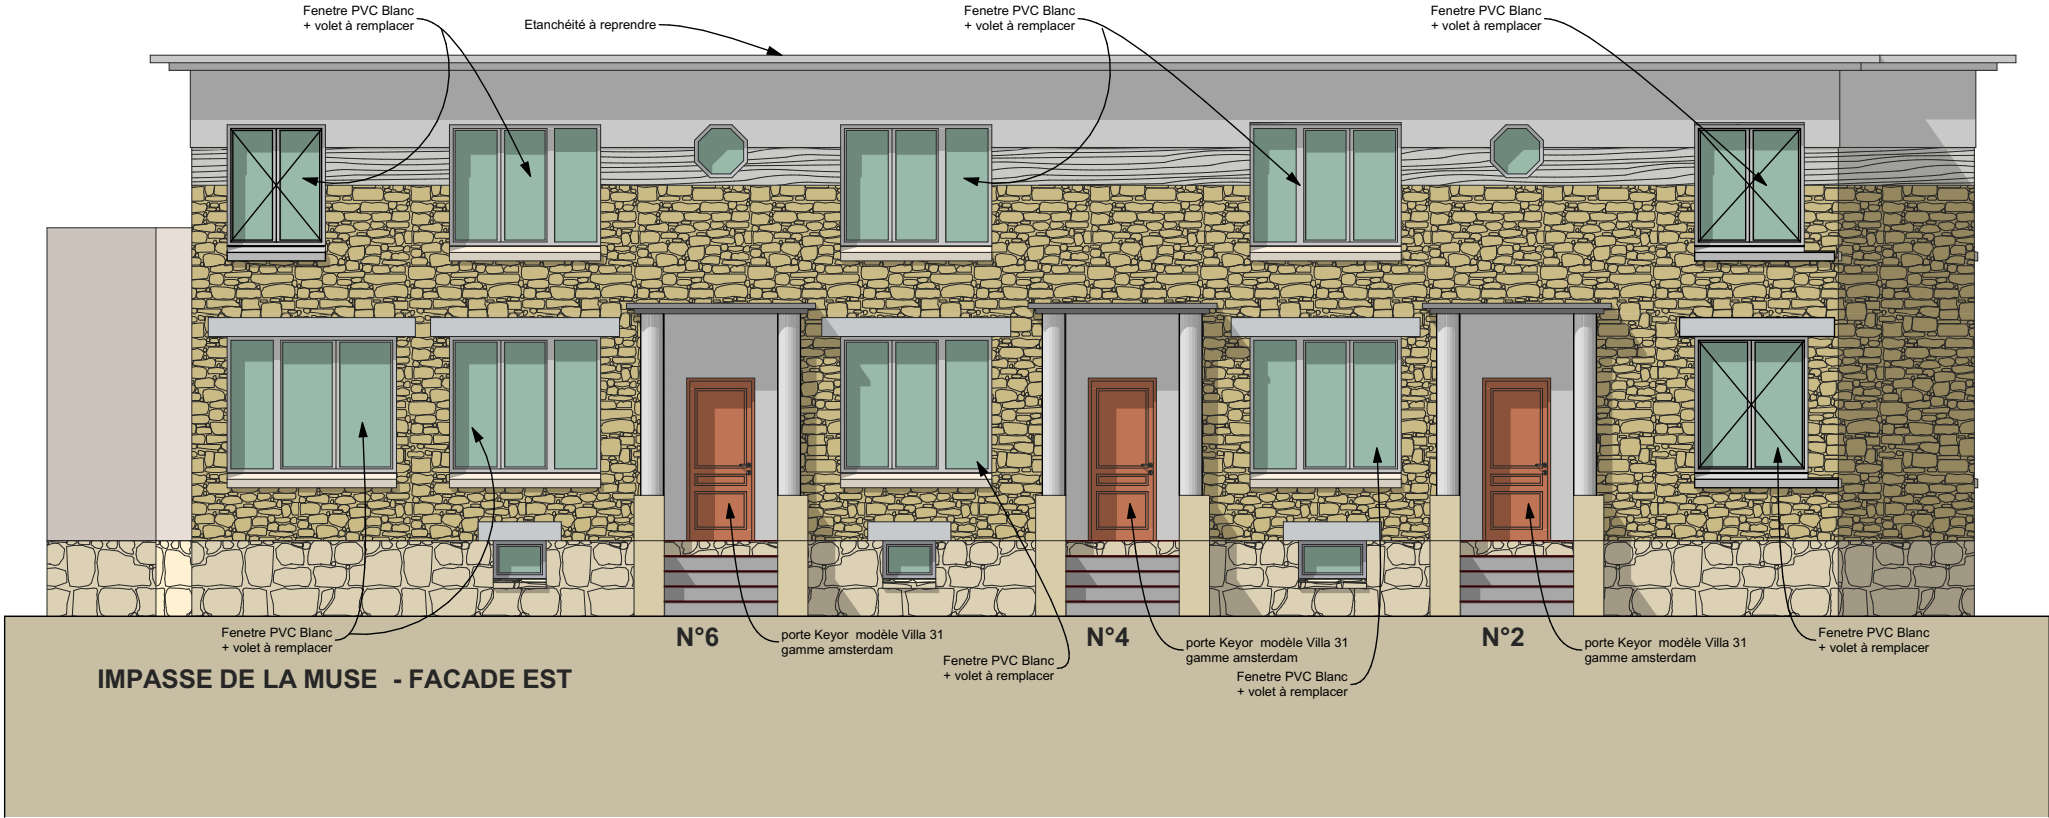 Fenetre PVC Blanc
+ volet à remplacer
Etanchéité à reprendre
Fenetre PVC Blanc
+ volet à remplacer
Fenetre PVC Blanc
+ volet à remplacer
Fenetre PVC Blanc
+ volet à remplacer
N°6
porte Keyor modèle Villa 31
gamme amsterdam
Fenetre PVC Blanc
+ volet à remplacer
N°4
porte Keyor modèle Villa 31
gamme amsterdam
Fenetre PVC Blanc
+ volet à remplacer
N°2
porte Keyor modèle Villa 31
gamme amsterdam
Fenetre PVC Blanc
+ volet à remplacer
IMPASSE DE LA MUSE - FACADE EST